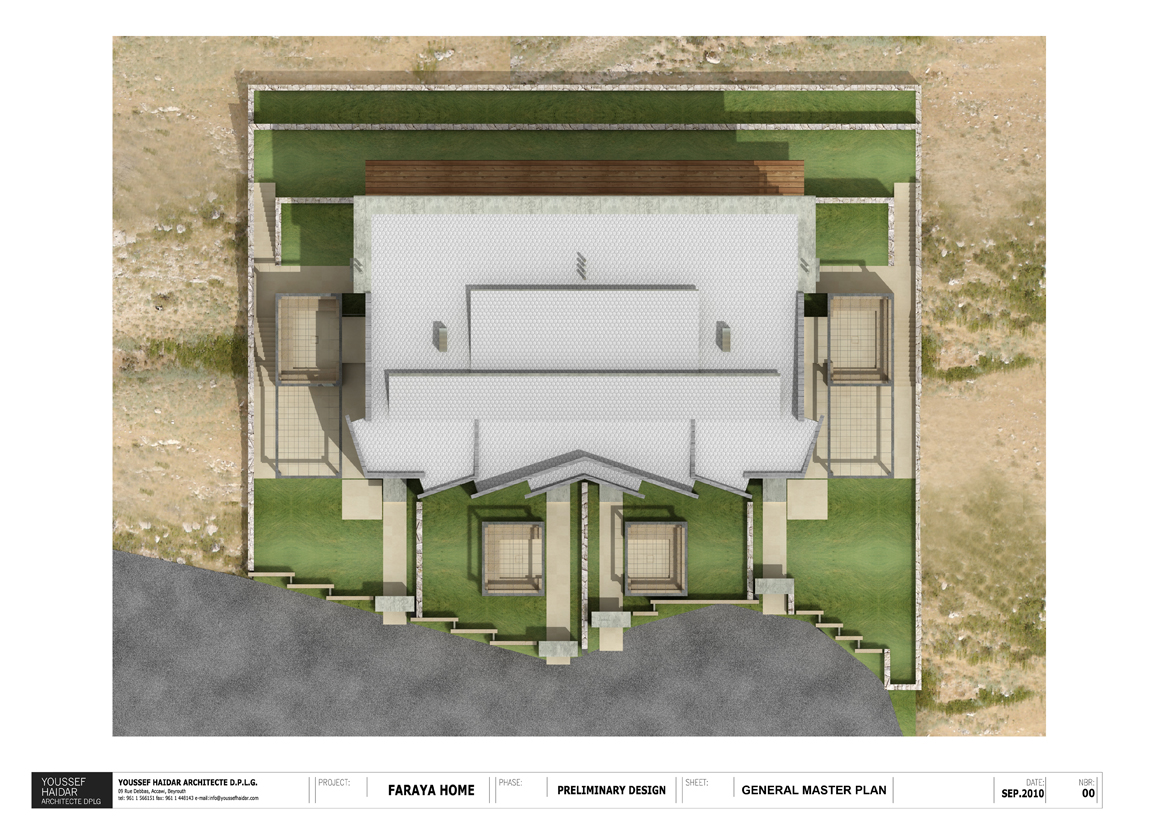 YOUSSEF
HAIDAR
ARCHITECTE DPLG
YOUSSEF HAIDAR ARCHITECTE D.P.L.G.
09 Rue Debbas, Accawi, Beyrouth
tel: 961 1 566151 fax: 961 1 448143 e-mail:info@youssefhaidar.com
PROJECT:
FARAYA HOME
PHASE:
PRELIMINARY DESIGN
SHEET:
GENERAL MASTER PLAN
DATE:
SEP.2010
NBR:
00